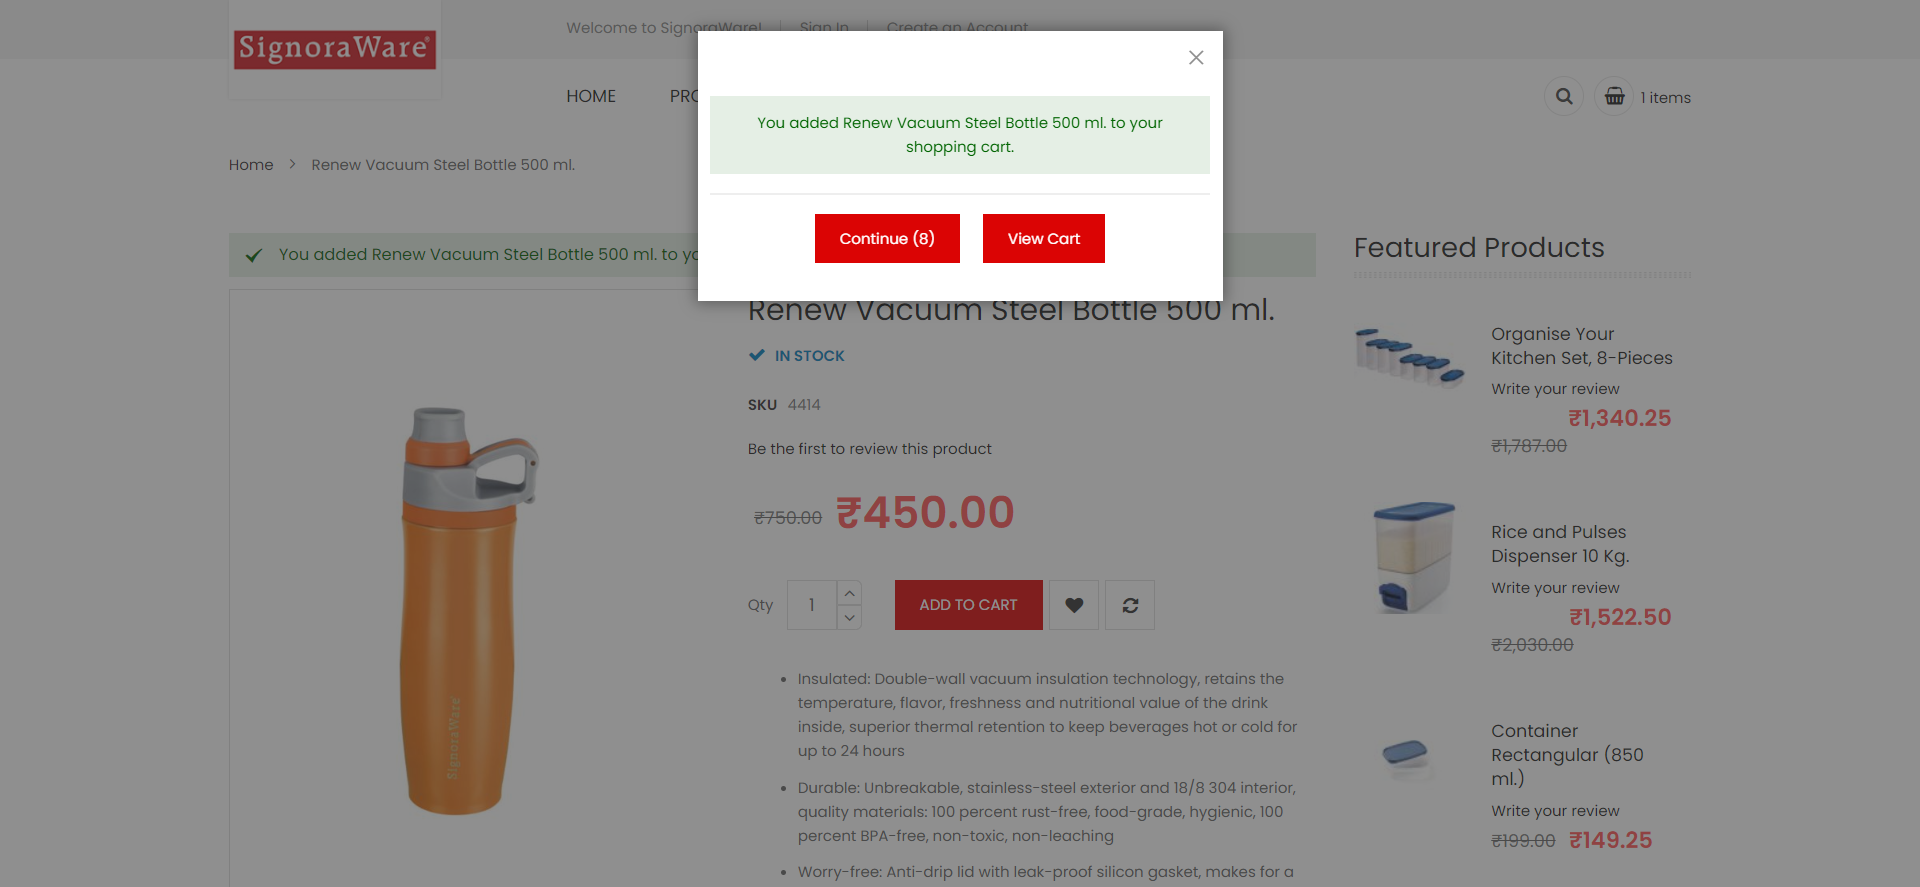 SignoraWare®
Welcome to SignoraWare!
Sign In
Create an Account
HOME
1 items
Home
Renew Vacuum Steel Bottle 500 ml.
You added Renew Vacuum Steel Bottle 500 ml. to your
shopping cart.
Continue (8)
View Cart
You added Renew Vacuum Steel Bottle 500 ml. to
Renew Vacuum Steel Bottle 500 ml.
IN STOCK
SKU 4414
Be the first to review this product
₹750.00 ₹450.00
Qty 1
ADD TO CART
SignoraWare
Insulated: Double-wall vacuum insulation technology, retains the
temperature, flavor, freshness and nutritional value of the drink
inside, superior thermal retention to keep beverages hot or cold for
up to 24 hours
Durable: Unbreakable, stainless-steel exterior and 18/8 304 interior,
quality materials: 100 percent rust-free, food-grade, hygienic, 100
percent BPA-free, non-toxic, non-leaching
Worry-free: Anti-drip lid with leak-proof silicon gasket, makes for a
Featured Products
Organise Your
Kitchen Set, 8-Pieces
Write your review
₹1,340.25
₹1,787.00
Rice and Pulses
Dispenser 10 Kg.
Write your review
₹1,522.50
₹2,030.00
Container
Rectangular (850
ml.)
Write your review
₹199.00 ₹149.25